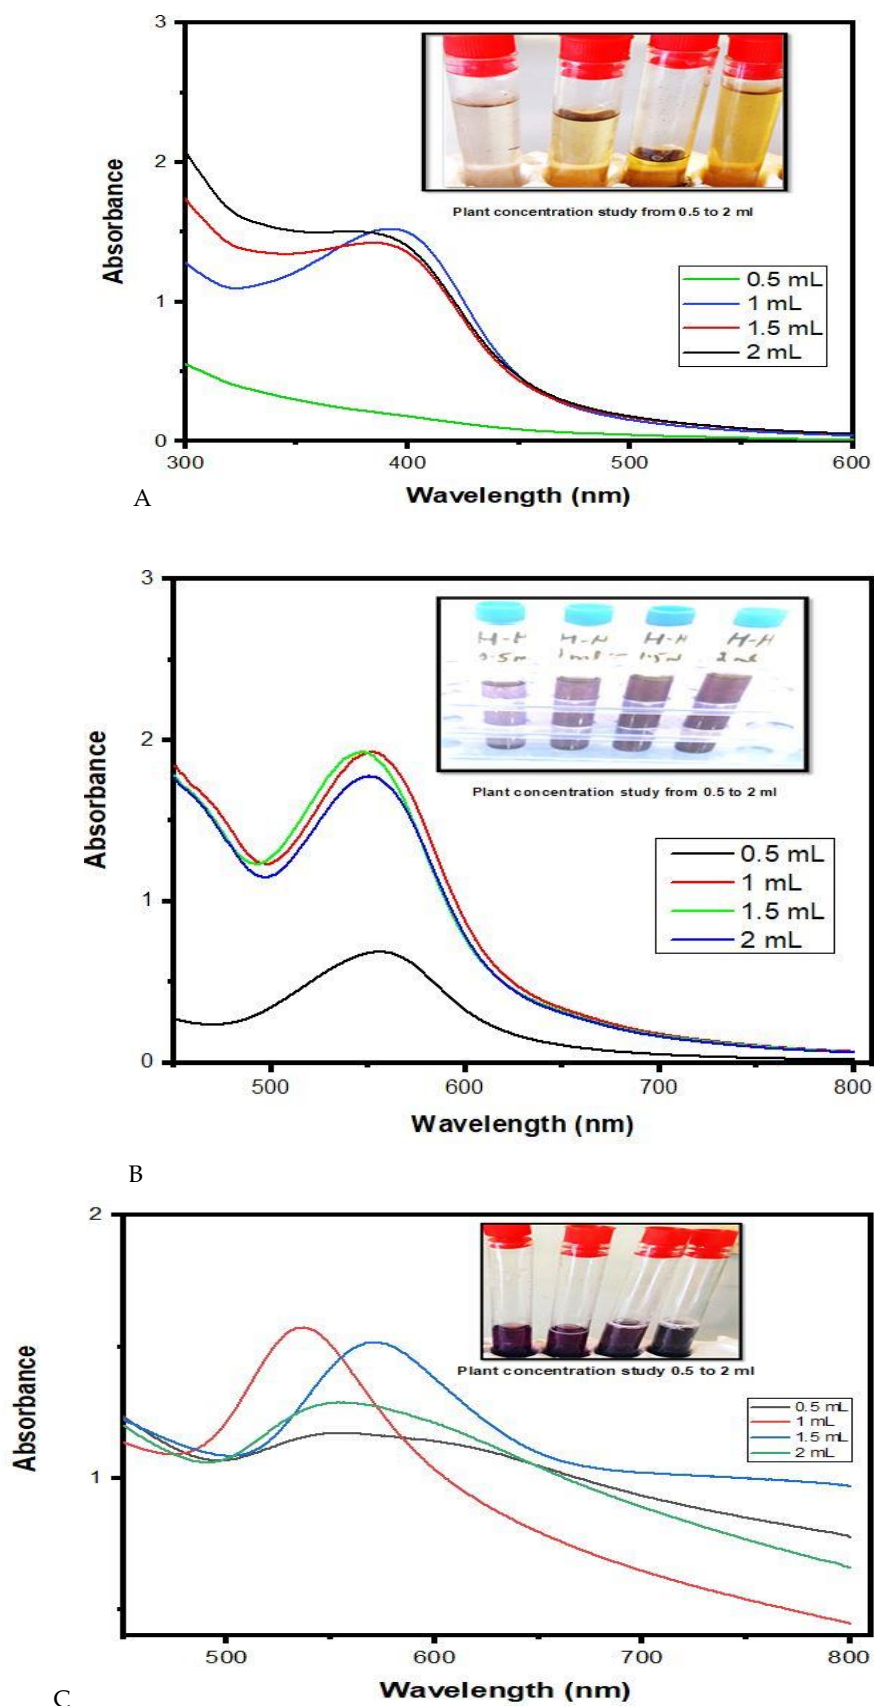 3
Plant concentration study from 0.5 to 2 ml
2
Absorbance
0.5 mL
1 mL
1.5 mL
2 mL
1
0
300
400
500
600
Wavelength (nm)
A
3
H-H
H-H
H-H
H-H
2 ml
Plant concentration study from 0.5 to 2 ml
2
Absorbance
0.5 mL
1 mL
1.5 mL
2 mL
1
0
500
600
700
800
Wavelength (nm)
B
2
Plant concentration study 0.5 to 2 ml
Absorbance
0.5 mL
1 mL
1.5 mL
2 mL
1
500
600
700
800
Wavelength (nm)
C